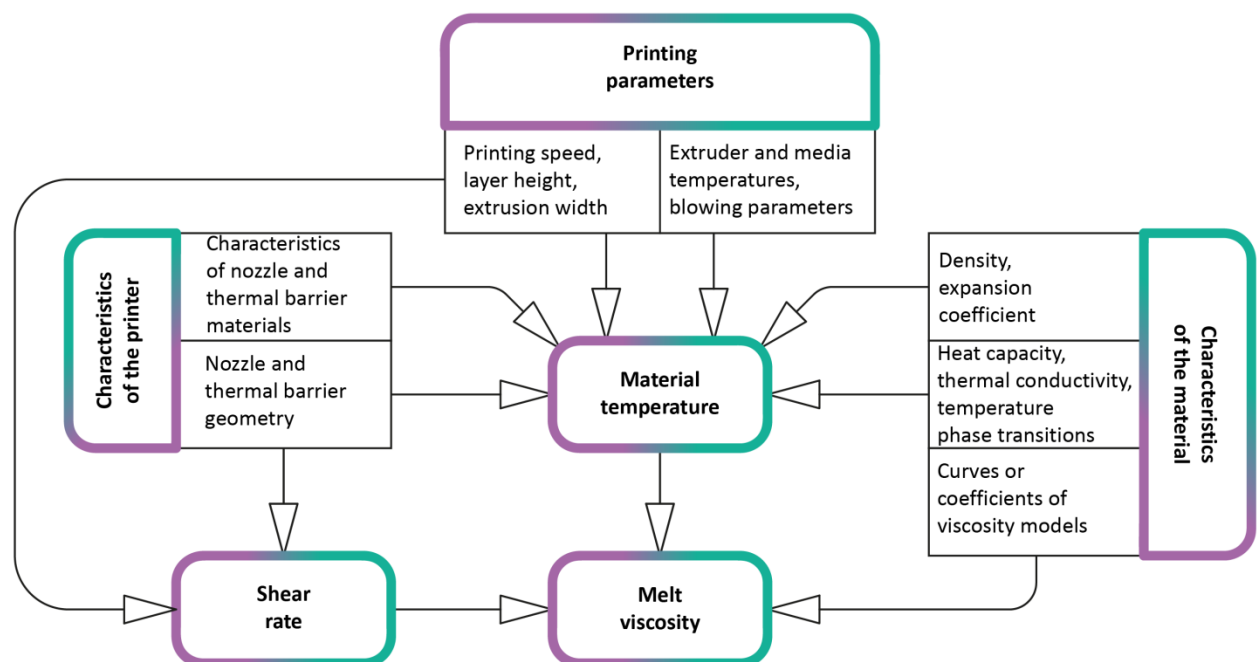 Printing
parameters
Printing speed,
layer height,
extrusion width
Extruder and media
temperatures,
blowing parameters
Characteristics
of the printer
Characteristics
of nozzle and
thermal barrier
materials
Nozzle and
thermal barrier
geometry
Material
temperature
Density,
expansion
coefficient
Heat capacity,
thermal conductivity,
temperature
phase transitions
Curves or
coefficients of
viscosity models
Characteristics
of the material
Shear
rate
Melt
viscosity